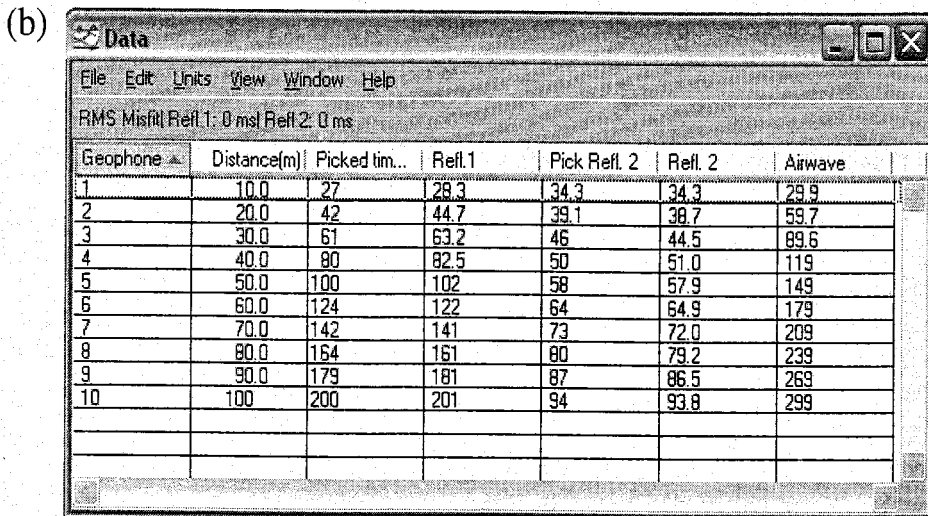 (b)
Data
File Edit Units View Window Help
RMS Misfit| Refl.1: 0 ms| Refl 2: 0 ms
Geophone Distance(m) Picked tim... Refl.1 Pick Refl. 2 Refl. 2 Airwave
1 10.0 27 28.3 34.3 34.3 29.9
2 20.0 42 44.7 39.1 38.7 59.7
3 30.0 61 63.2 46 44.5 89.6
4 40.0 80 82.5 50 51.0 119
5 50.0 100 102 58 57.9 149
6 60.0 124 122 64 64.9 179
7 70.0 142 141 73 72.0 209
8 80.0 164 161 80 79.2 239
9 90.0 179 181 87 86.5 269
10 100 200 201 94 93.8 299